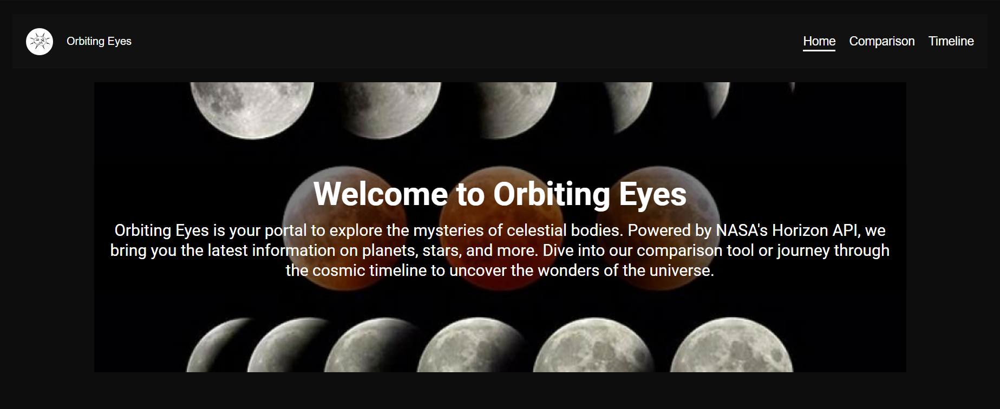 Orbiting Eyes
Home Comparison Timeline
Welcome to Orbiting Eyes
Orbiting Eyes is your portal to explore the mysteries of celestial bodies. Powered by NASA's Horizon API, we
bring you the latest information on planets, stars, and more. Dive into our comparison tool or journey through
the cosmic timeline to uncover the wonders of the universe.